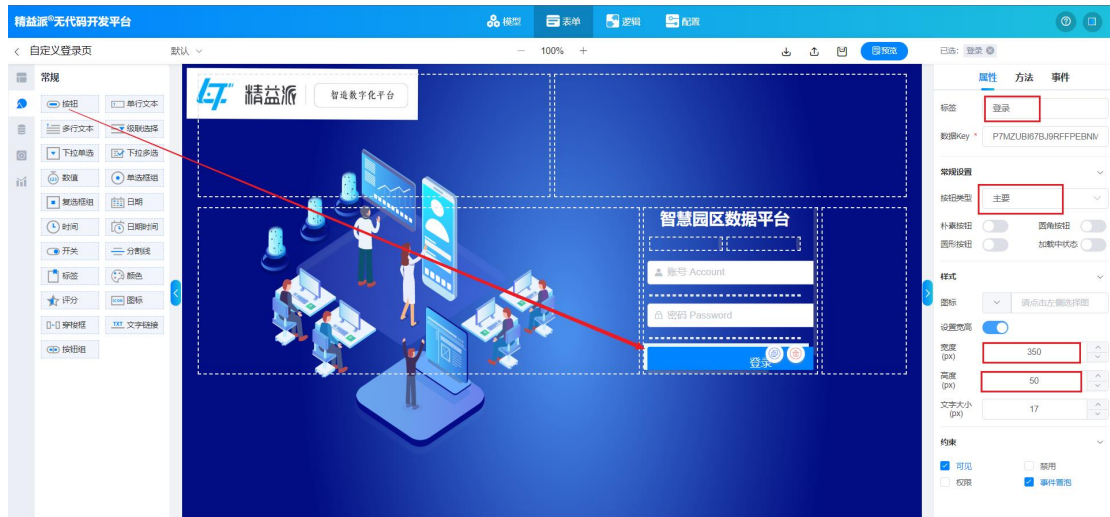 精益派®无代码开发平台
模型
表单
逻辑
配置
自定义登录页
默认
100%
预览
已选: 登录
常规
按钮
单行文本
多行文本
级联选择
下拉单选
下拉多选
数值
单选框组
复选框组
日期
时间
日期时间
开关
分割线
标签
颜色
评分
图标
穿梭框
文字链接
按钮组
精益派
智造数字化平台
智慧园区数据平台
账号 Account
密码 Password
登录
属性
方法
事件
标签
登录
数据Key *
P7MZUBI67BJ9RFFPEBNM
常规设置
按钮类型
主要
朴素按钮
圆角按钮
圆形按钮
加载中状态
样式
图标
请点击左侧选择图
设置宽高
宽度
(px)
350
高度
(px)
50
文字大小
(px)
17
约束
可见
禁用
权限
事件冒泡